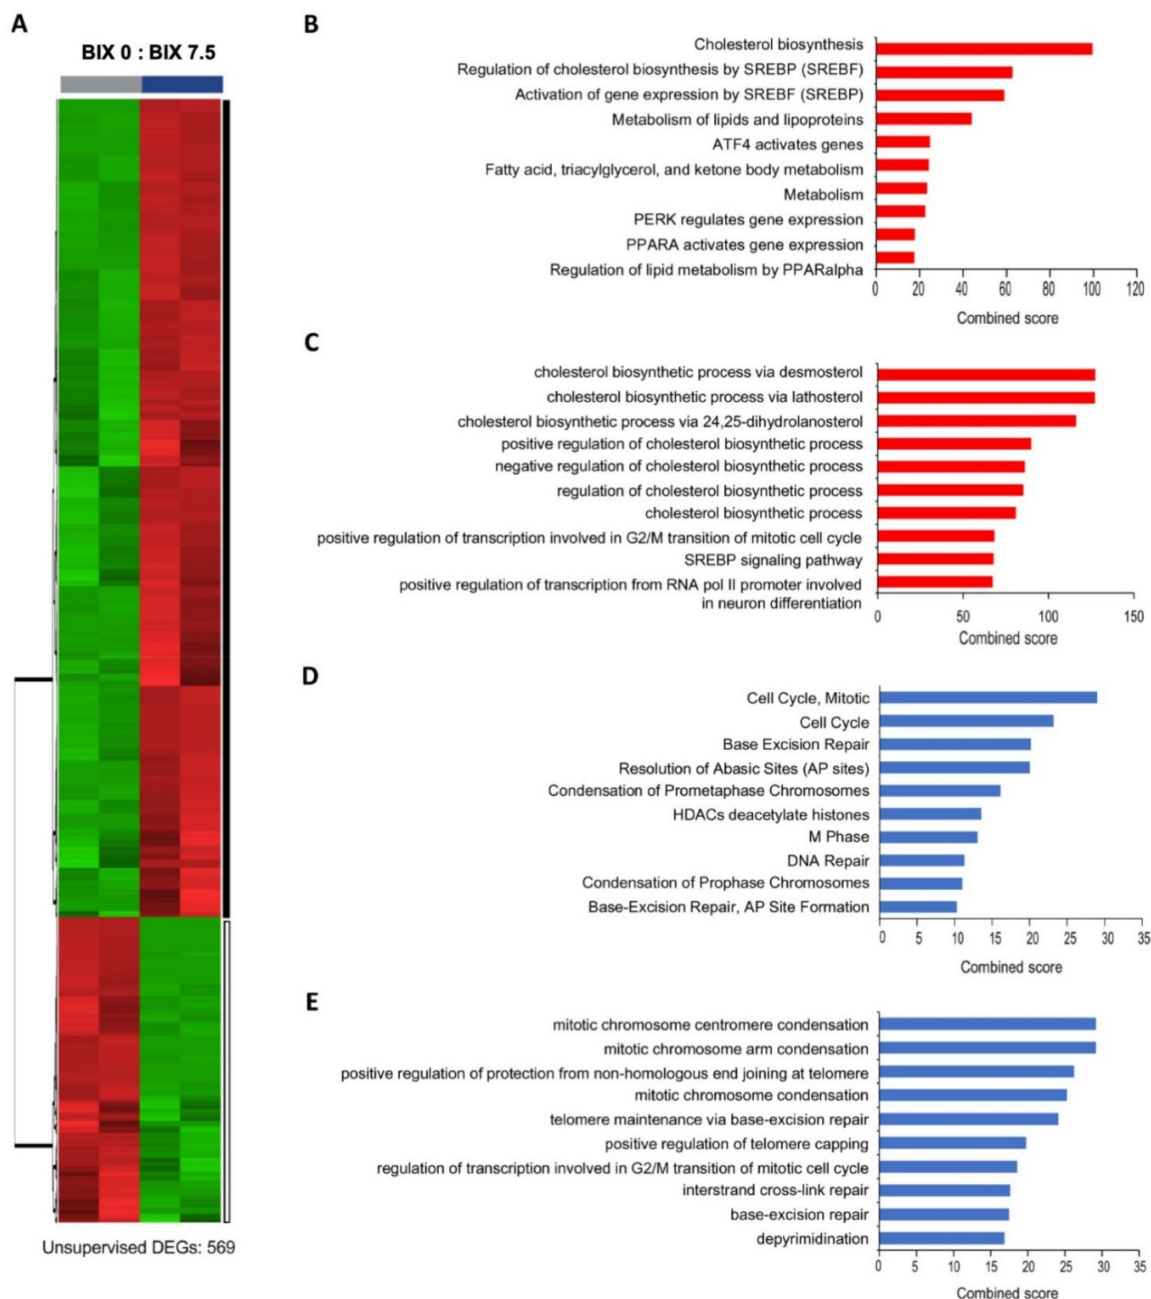 A
BIX 0 : BIX 7.5
Unsupervised DEGs: 569
B
Cholesterol biosynthesis
Regulation of cholesterol biosynthesis by SREBP (SREBF)
Activation of gene expression by SREBF (SREBP)
Metabolism of lipids and lipoproteins
ATF4 activates genes
Fatty acid, triacylglycerol, and ketone body metabolism
Metabolism
PERK regulates gene expression
PPARA activates gene expression
Regulation of lipid metabolism by PPARalpha
0 20 40 60 80 100 120
Combined score
C
cholesterol biosynthetic process via desmosterol
cholesterol biosynthetic process via lathosterol
cholesterol biosynthetic process via 24,25-dihydrolanosterol
positive regulation of cholesterol biosynthetic process
negative regulation of cholesterol biosynthetic process
regulation of cholesterol biosynthetic process
cholesterol biosynthetic process
positive regulation of transcription involved in G2/M transition of mitotic cell cycle
SREBP signaling pathway
positive regulation of transcription from RNA pol II promoter involved
in neuron differentiation
0 50 100 150
Combined score
D
Cell Cycle, Mitotic
Cell Cycle
Base Excision Repair
Resolution of Abasic Sites (AP sites)
Condensation of Prometaphase Chromosomes
HDACs deacetylate histones
M Phase
DNA Repair
Condensation of Prophase Chromosomes
Base-Excision Repair, AP Site Formation
0 5 10 15 20 25 30 35
Combined score
E
mitotic chromosome centromere condensation
mitotic chromosome arm condensation
positive regulation of protection from non-homologous end joining at telomere
mitotic chromosome condensation
telomere maintenance via base-excision repair
positive regulation of telomere capping
regulation of transcription involved in G2/M transition of mitotic cell cycle
interstrand cross-link repair
base-excision repair
depyrimidination
0 5 10 15 20 25 30 35
Combined score